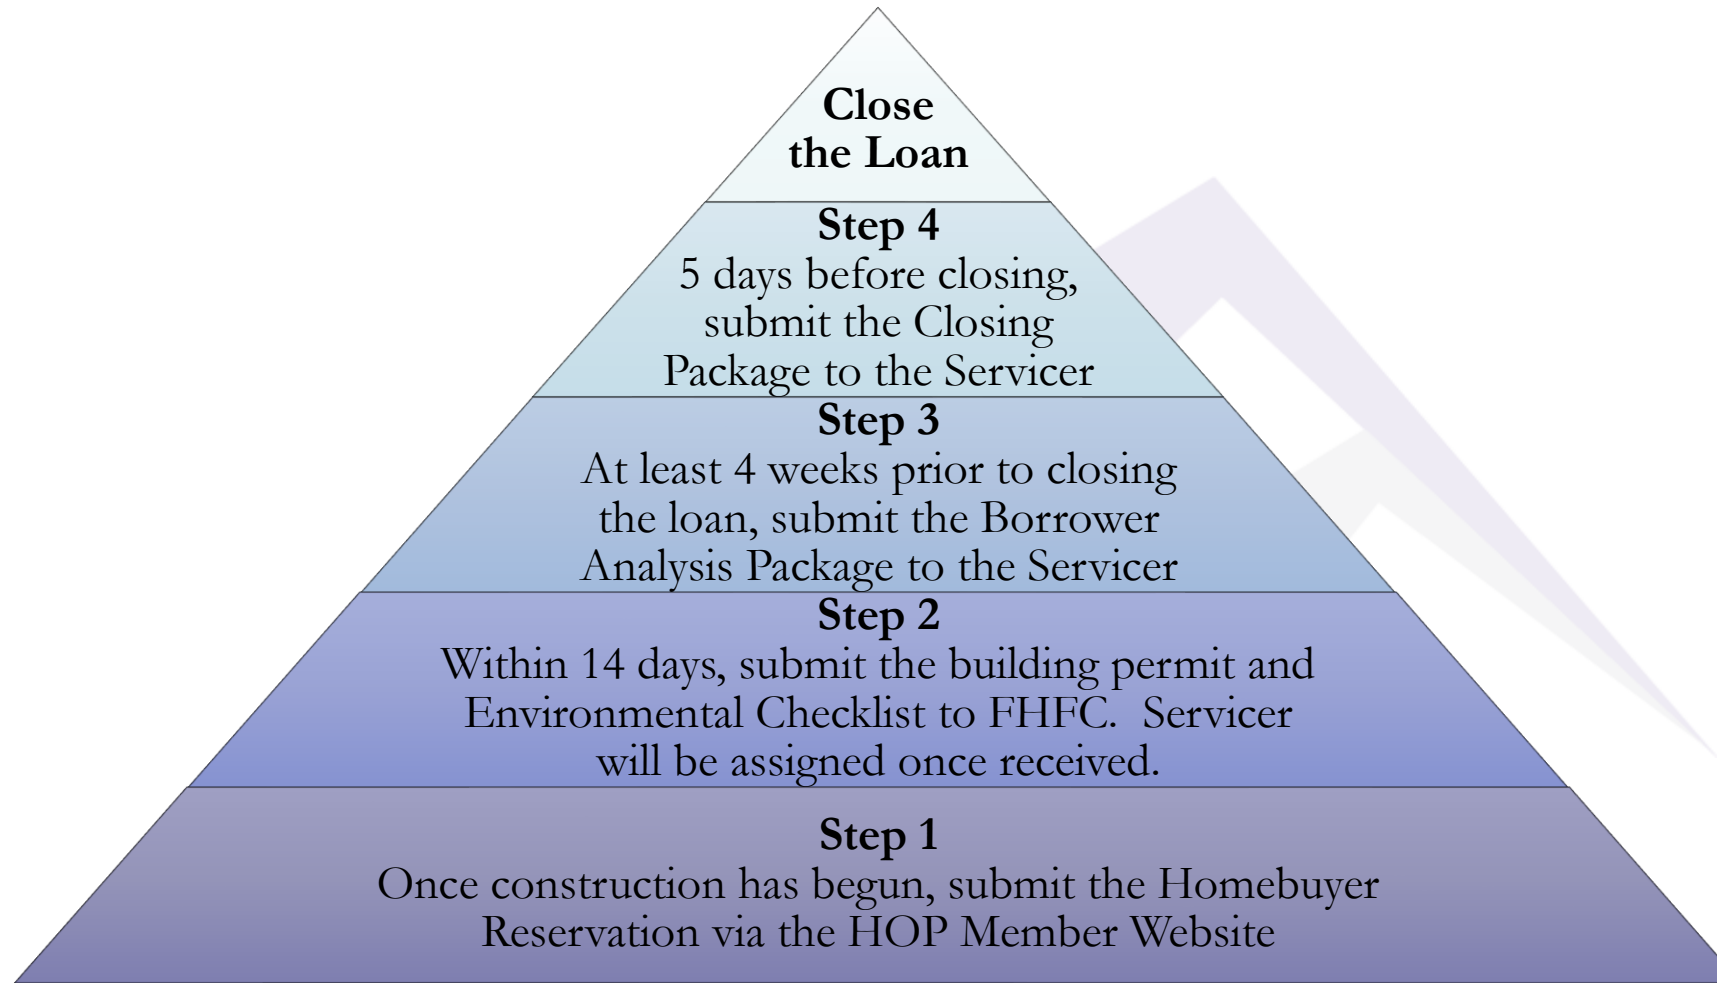 Close
the Loan
Step 4
5 days before closing,
submit the Closing
Package to the Servicer
Step 3
At least 4 weeks prior to closing
the loan, submit the Borrower
Analysis Package to the Servicer
Step 2
Within 14 days, submit the building permit and
Environmental Checklist to FHFC.  Servicer
will be assigned once received.
Step 1
Once construction has begun, submit the Homebuyer
Reservation via the HOP Member Website